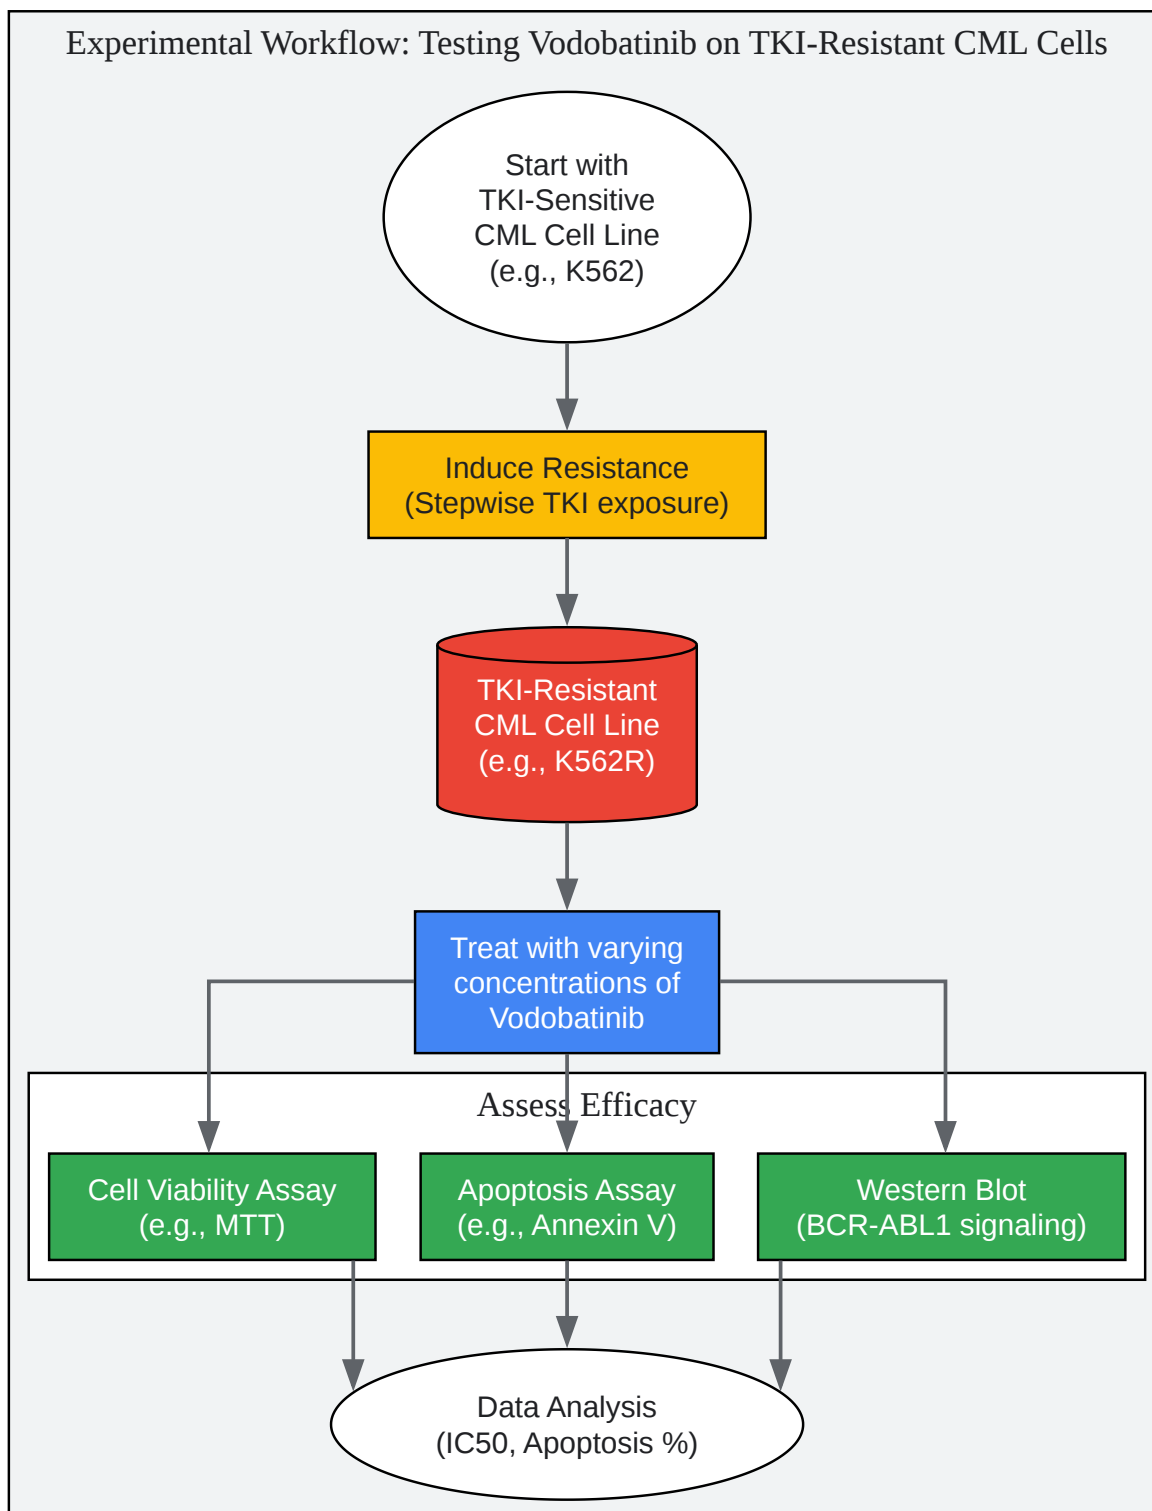 Experimental Workflow: Testing Vodobatinib on TKI-Resistant CML Cells
Start with
TKI-Sensitive
CML Cell Line
(e.g., K562)
Induce Resistance
(Stepwise TKI exposure)
TKI-Resistant
CML Cell Line
(e.g., K562R)
Treat with varying
concentrations of
Vodobatinib
Assess Efficacy
Cell Viability Assay
(e.g., MTT)
Apoptosis Assay
(e.g., Annexin V)
Western Blot
(BCR-ABL1 signaling)
Data Analysis
(IC50, Apoptosis %)